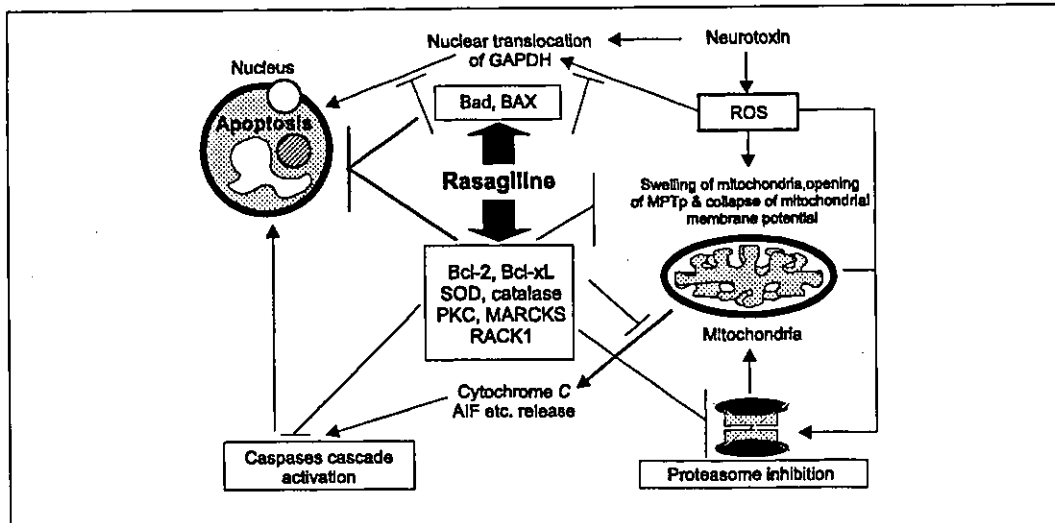 Nuclear translocation
of GAPDH
Neurotoxin
Nucleus
Apoptosis
Bad, BAX
ROS
Rasagiline
Swelling of mitochondria,opening
of MPTp & collapse of mitochondrial
membrane potential
Bcl-2, Bcl-xL
SOD, catalase
PKC, MARCKS
RACK1
Mitochondria
Cytochrome C
AIF etc. release
Caspases cascade
activation
Proteasome inhibition